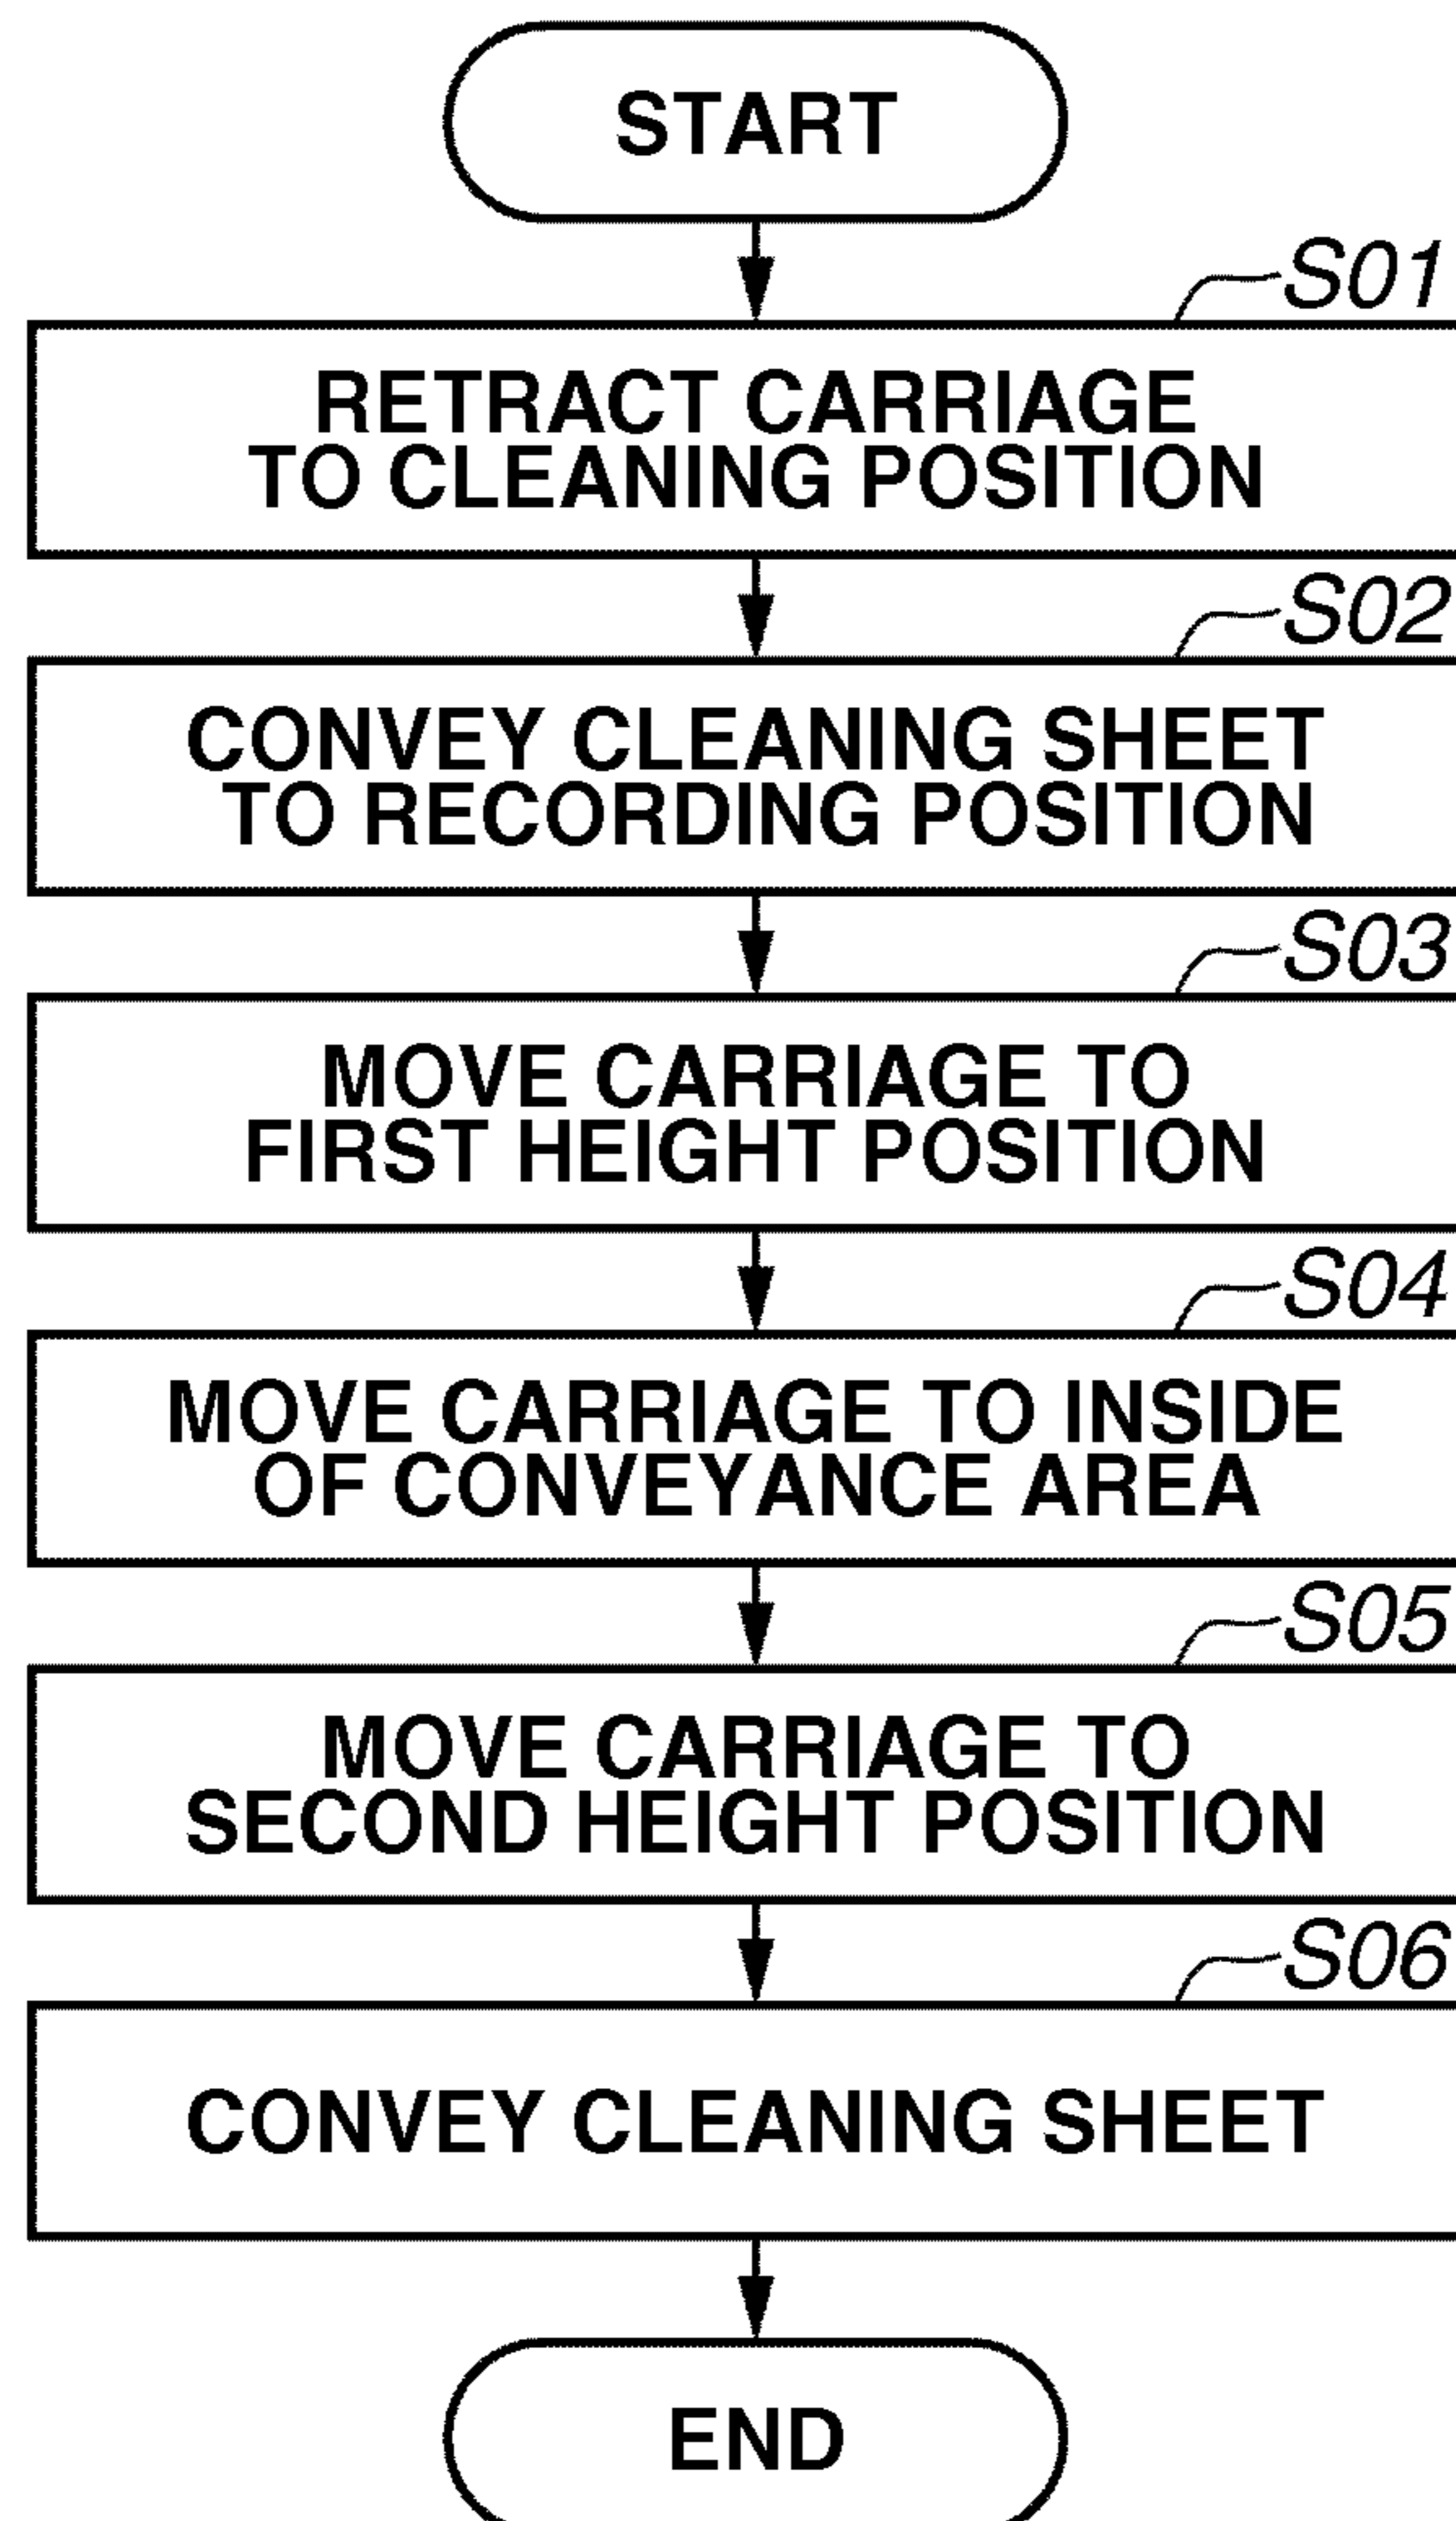 START
S01
RETRACT CARRIAGE
TO CLEANING POSITION
S02
CONVEY CLEANING SHEET
TO RECORDING POSITION
S03
MOVE CARRIAGE TO
FIRST HEIGHT POSITION
S04
MOVE CARRIAGE TO INSIDE
OF CONVEYANCE AREA
S05
MOVE CARRIAGE TO
SECOND HEIGHT POSITION
S06
CONVEY CLEANING SHEET
END